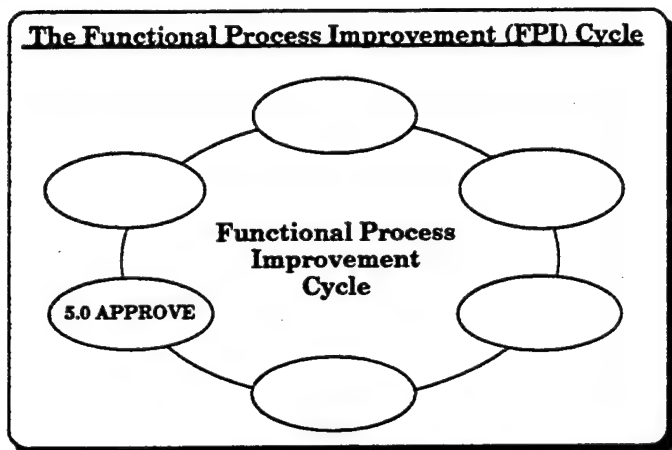 The Functional Process Improvement (FPI) Cycle
Functional Process
Improvement
Cycle
5.0 APPROVE